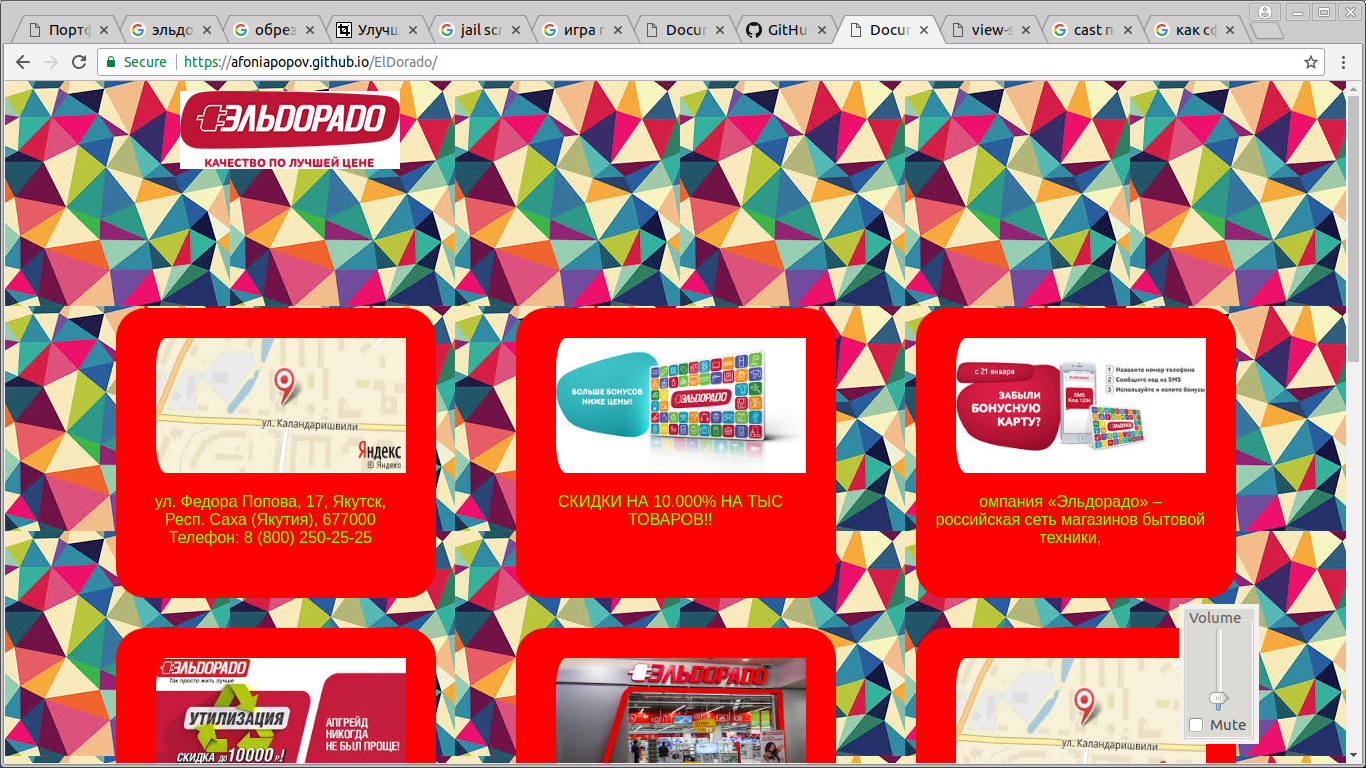 Портф
эльдо
обрез
Улучш
jail scr
игра п
Docur
GitHu
Docur
view-s
cast п
как сф
Secure https://afoniapopov.github.io/ElDorado/
ЭЛЬДОРАДО
КАЧЕСТВО ПО ЛУЧШЕЙ ЦЕНЕ
ул. Каландаришвили
Яндекс
© Яндекс
ул. Федора Попова, 17, Якутск,
Респ. Саха (Якутия), 677000
Телефон: 8 (800) 250-25-25
БОЛЬШЕ БОНУСОВ
НИЖЕ ЦЕНЫ!
ЭЛЬДОРАДО
СКИДКИ НА 10.000% НА ТЫС
ТОВАРОВ!!
с 21 января
ЗАБЫЛИ
БОНУСНУЮ
КАРТУ?
SMS
Код 1234
1 Назовите номер телефона
2 Сообщите код из SMS
3 Используйте и копите бонусы
омпания «Эльдорадо» –
российская сеть магазинов бытовой
техники,
ЭЛЬДОРАДО
Так просто жить лучше
УТИЛИЗАЦИЯ
СКИДКА ДО 10000 р.!
АПГРЕЙД
НИКОГДА
НЕ БЫЛ ПРОЩЕ!
ЭЛЬДОРАДО
ул. Каландаришвили
Volume
Mute